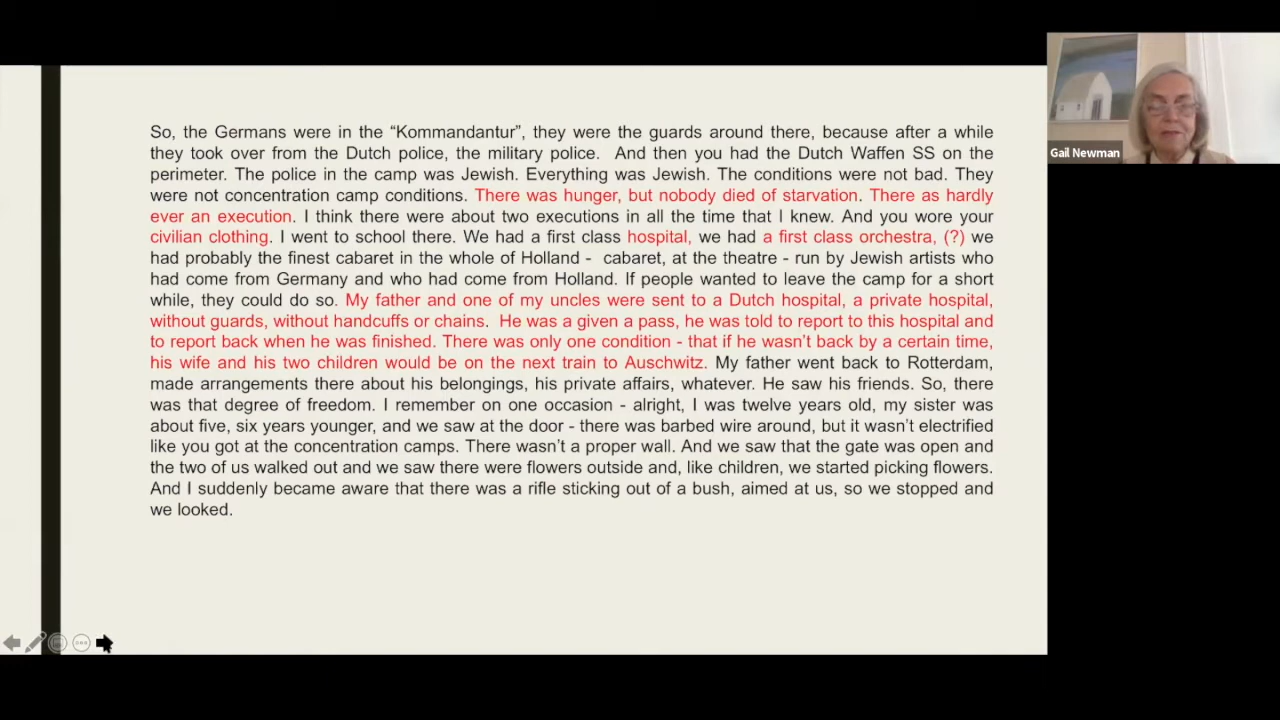 So, the Germans were in the “Kommandantur”, they were the guards around there, because after a while
they took over from the Dutch police, the military police.  And then you had the Dutch Waffen SS on the
perimeter. The police in the camp was Jewish. Everything was Jewish. The conditions were not bad. They
were not concentration camp conditions. There was hunger, but nobody died of starvation. There as hardly
ever an execution. I think there were about two executions in all the time that I knew. And you wore your
civilian clothing. I went to school there. We had a first class hospital, we had a first class orchestra, (?) we
had probably the finest cabaret in the whole of Holland -  cabaret, at the theatre - run by Jewish artists who
had come from Germany and who had come from Holland. If people wanted to leave the camp for a short
while, they could do so. My father and one of my uncles were sent to a Dutch hospital, a private hospital,
without guards, without handcuffs or chains.  He was a given a pass, he was told to report to this hospital and
to report back when he was finished. There was only one condition - that if he wasn’t back by a certain time,
his wife and his two children would be on the next train to Auschwitz. My father went back to Rotterdam,
made arrangements there about his belongings, his private affairs, whatever. He saw his friends. So, there
was that degree of freedom. I remember on one occasion - alright, I was twelve years old, my sister was
about five, six years younger, and we saw at the door - there was barbed wire around, but it wasn’t electrified
like you got at the concentration camps. There wasn’t a proper wall. And we saw that the gate was open and
the two of us walked out and we saw there were flowers outside and, like children, we started picking flowers.
And I suddenly became aware that there was a rifle sticking out of a bush, aimed at us, so we stopped and
we looked.
Gail Newman